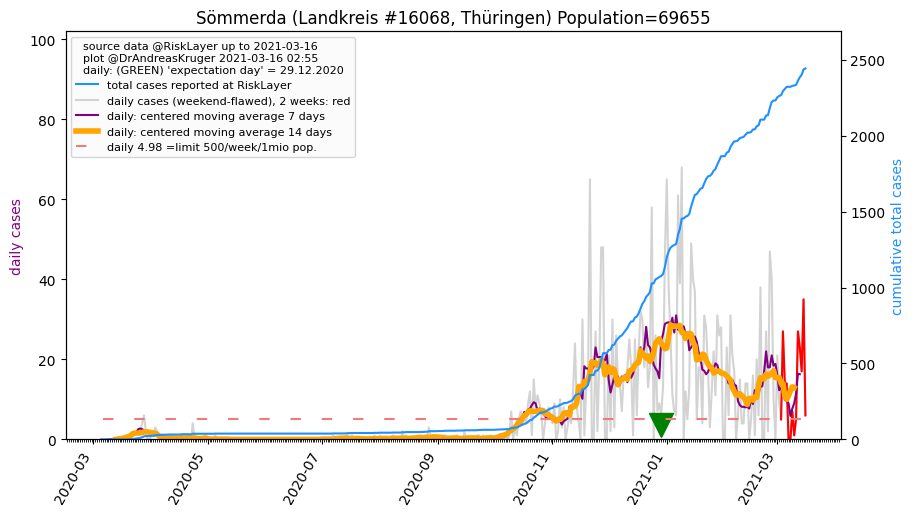 Sömmerda (Landkreis #16068, Thüringen) Population=69655
source data @RiskLayer up to 2021-03-16
plot @DrAndreasKruger 2021-03-16 02:55
daily: (GREEN) 'expectation day' = 29.12.2020
total cases reported at RiskLayer
daily cases (weekend-flawed), 2 weeks: red
daily: centered moving average 7 days
daily: centered moving average 14 days
daily 4.98 =limit 500/week/1mio pop.
daily cases
100
80
60
40
20
0
cumulative total cases
2500
2000
1500
1000
500
0
2020-03
2020-05
2020-07
2020-09
2020-11
2021-01
2021-03